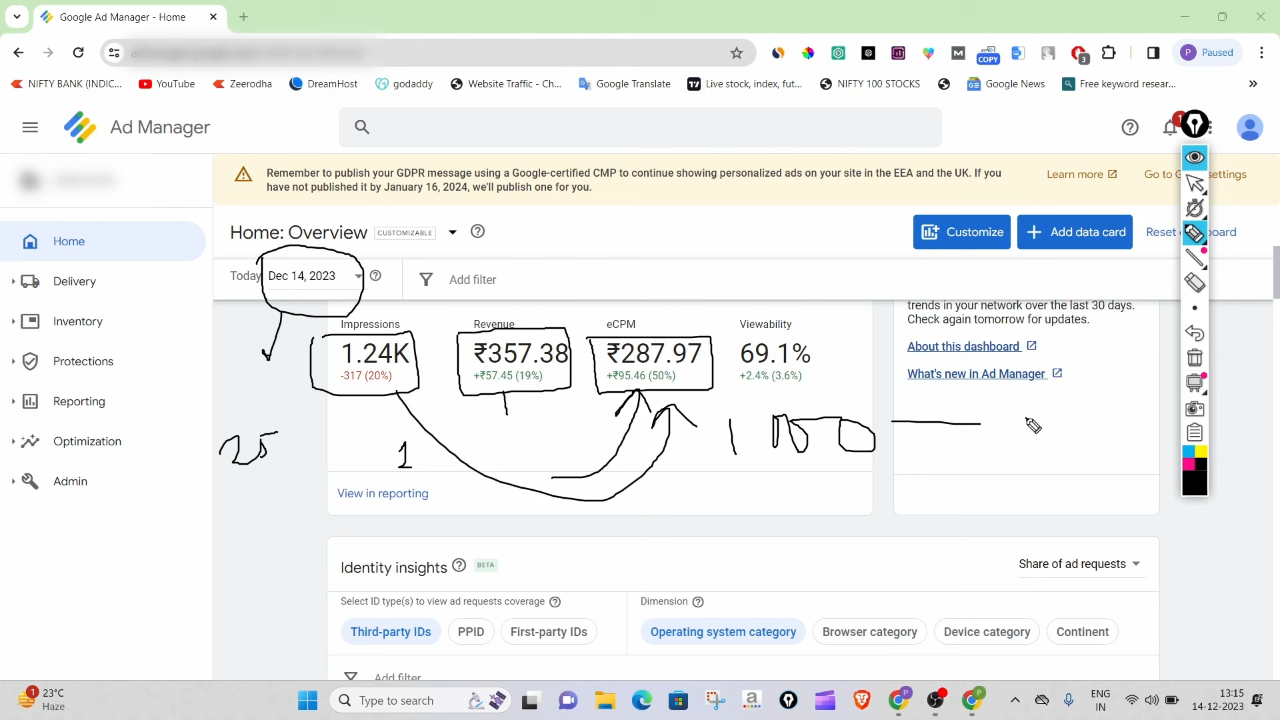 Google Ad Manager
Paused
COPY
3
NIFTY BANK (INDIC...
YouTube
Zeerodha
DreamHost
godaddy
Website Traffic - Ch...
Google Translate
Live stock, index, fut...
NIFTY 100 STOCKS
Google News
Free keyword resear...
Ad Manager
Remember to publish your GDPR message using a Google-certified CMP to continue showing personalized ads on your site in the EEA and the UK. If you
have not published it by January 16, 2024, we'll publish one for you.
Learn more
Home: Overview
CUSTOMIZABLE
Customize
Add data card
Today
Dec 14, 2023
Add filter
Home
Delivery
Inventory
Protections
Reporting
Optimization
Admin
Impressions
1.24K
-317 (20%)
Revenue
₹357.38
+₹57.45 (19%)
eCPM
₹287.97
+₹95.46 (50%)
Viewability
69.1%
+2.4% (3.6%)
trends in your network over the last 30 days.
Check again tomorrow for updates.
About this dashboard
What's new in Ad Manager
25
1
1000
View in reporting
Identity insights
BETA
Share of ad requests
Select ID type(s) to view ad requests coverage
Dimension
Third-party IDs
PPID
First-party IDs
Operating system category
Browser category
Device category
Continent
Add filter
1
23°C
Haze
Type to search
ENG
IN
13:15
14-12-2023